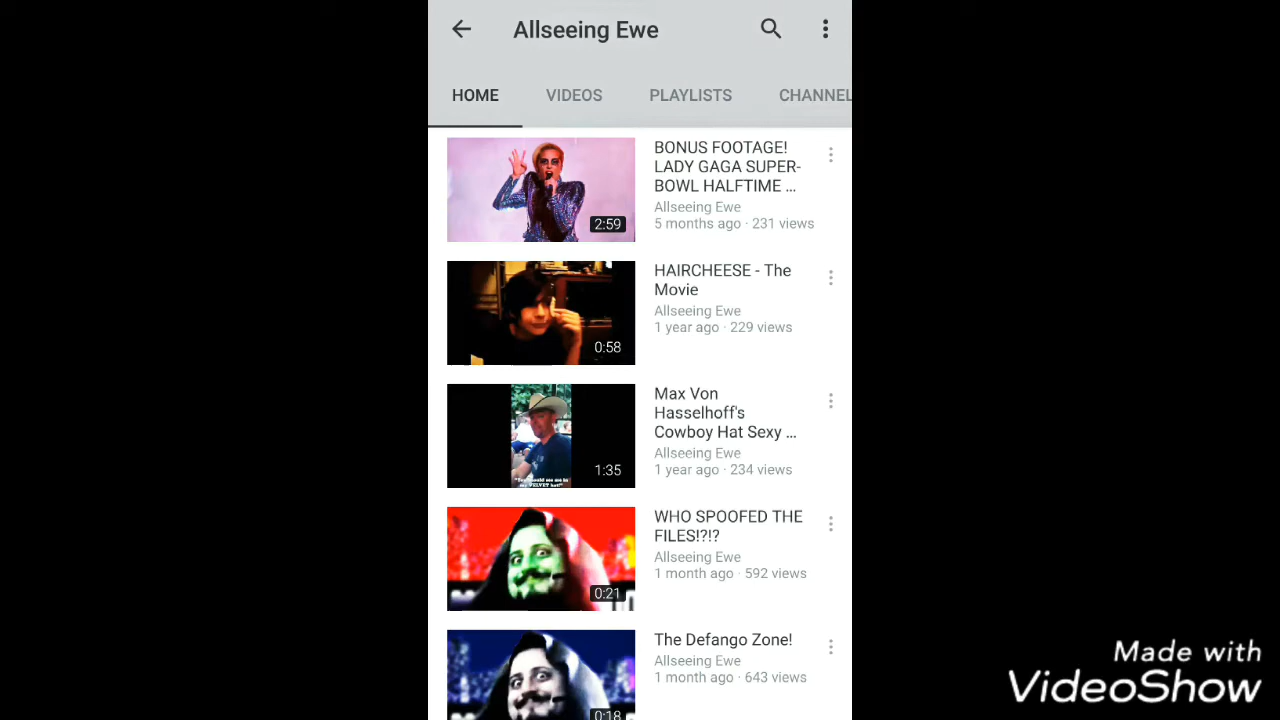 Allseeing Ewe
HOME VIDEOS PLAYLISTS CHANNEL
BONUS FOOTAGE!
LADY GAGA SUPER-
BOWL HALFTIME ...
Allseeing Ewe
5 months ago · 231 views
2:59
HAIRCHEESE - The
Movie
Allseeing Ewe
1 year ago · 229 views
0:58
Max Von
Hasselhoff's
Cowboy Hat Sexy ...
Allseeing Ewe
1 year ago · 234 views
1:35
WHO SPOOFED THE
FILES!?!?
Allseeing Ewe
1 month ago · 592 views
0:21
The Defango Zone!
Allseeing Ewe
1 month ago · 643 views
0:18
Made with
VideoShow